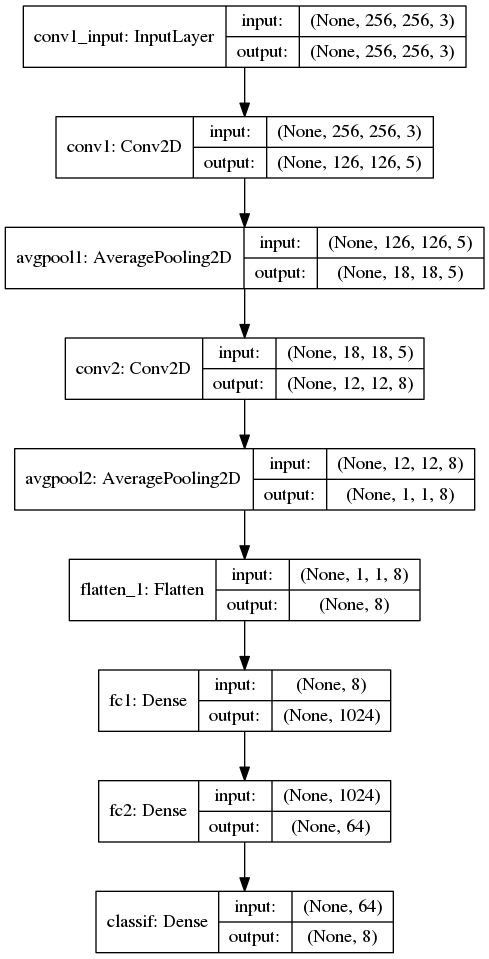 conv1_input: InputLayer
input: (None, 256, 256, 3)
output: (None, 256, 256, 3)
conv1: Conv2D
input: (None, 256, 256, 3)
output: (None, 126, 126, 5)
avgpool1: AveragePooling2D
input: (None, 126, 126, 5)
output: (None, 18, 18, 5)
conv2: Conv2D
input: (None, 18, 18, 5)
output: (None, 12, 12, 8)
avgpool2: AveragePooling2D
input: (None, 12, 12, 8)
output: (None, 1, 1, 8)
flatten_1: Flatten
input: (None, 1, 1, 8)
output: (None, 8)
fc1: Dense
input: (None, 8)
output: (None, 1024)
fc2: Dense
input: (None, 1024)
output: (None, 64)
classif: Dense
input: (None, 64)
output: (None, 8)